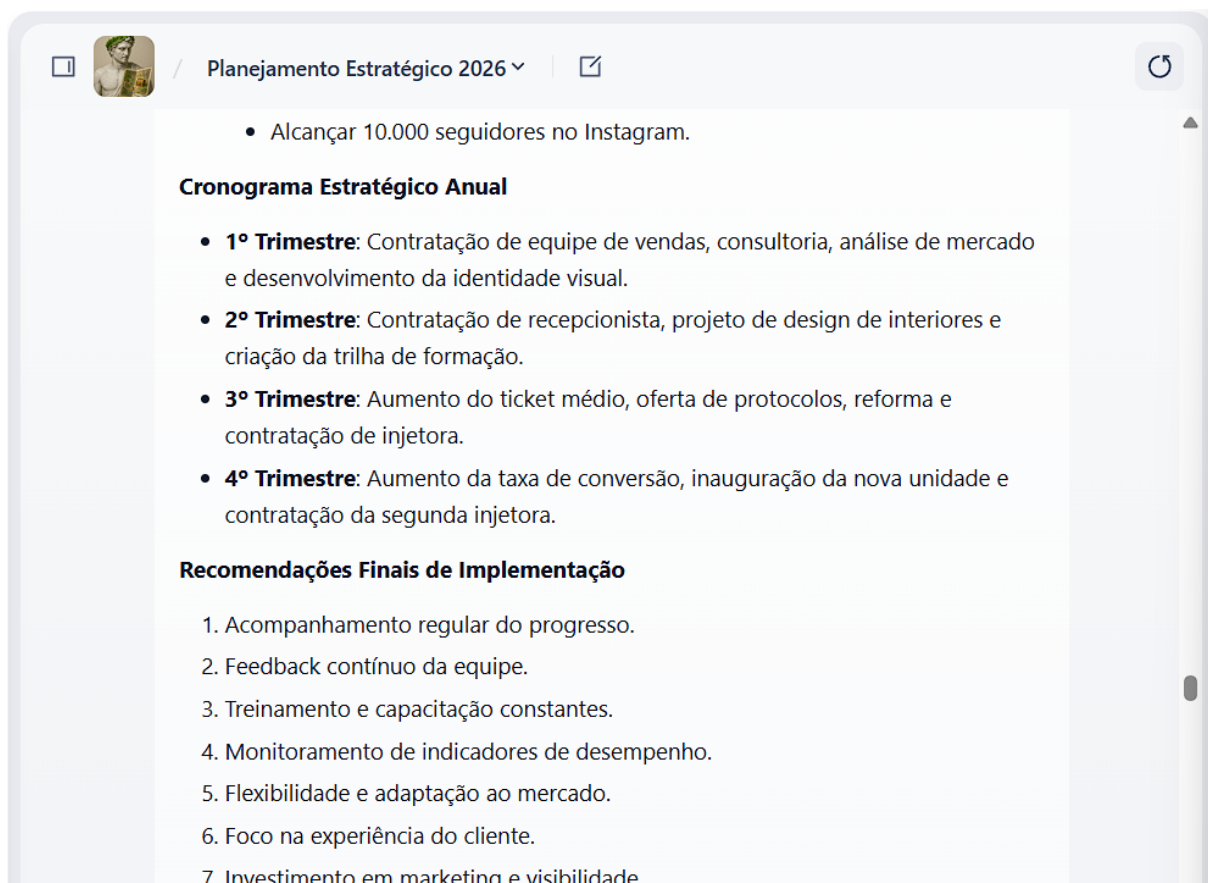 Planejamento Estratégico 2026
• Alcançar 10.000 seguidores no Instagram.
Cronograma Estratégico Anual
• 1º Trimestre: Contratação de equipe de vendas, consultoria, análise de mercado
e desenvolvimento da identidade visual.
• 2º Trimestre: Contratação de recepcionista, projeto de design de interiores e
criação da trilha de formação.
• 3º Trimestre: Aumento do ticket médio, oferta de protocolos, reforma e
contratação de injetora.
• 4º Trimestre: Aumento da taxa de conversão, inauguração da nova unidade e
contratação da segunda injetora.
Recomendações Finais de Implementação
1. Acompanhamento regular do progresso.
2. Feedback contínuo da equipe.
3. Treinamento e capacitação constantes.
4. Monitoramento de indicadores de desempenho.
5. Flexibilidade e adaptação ao mercado.
6. Foco na experiência do cliente.
7. Investimento em marketing e visibilidade